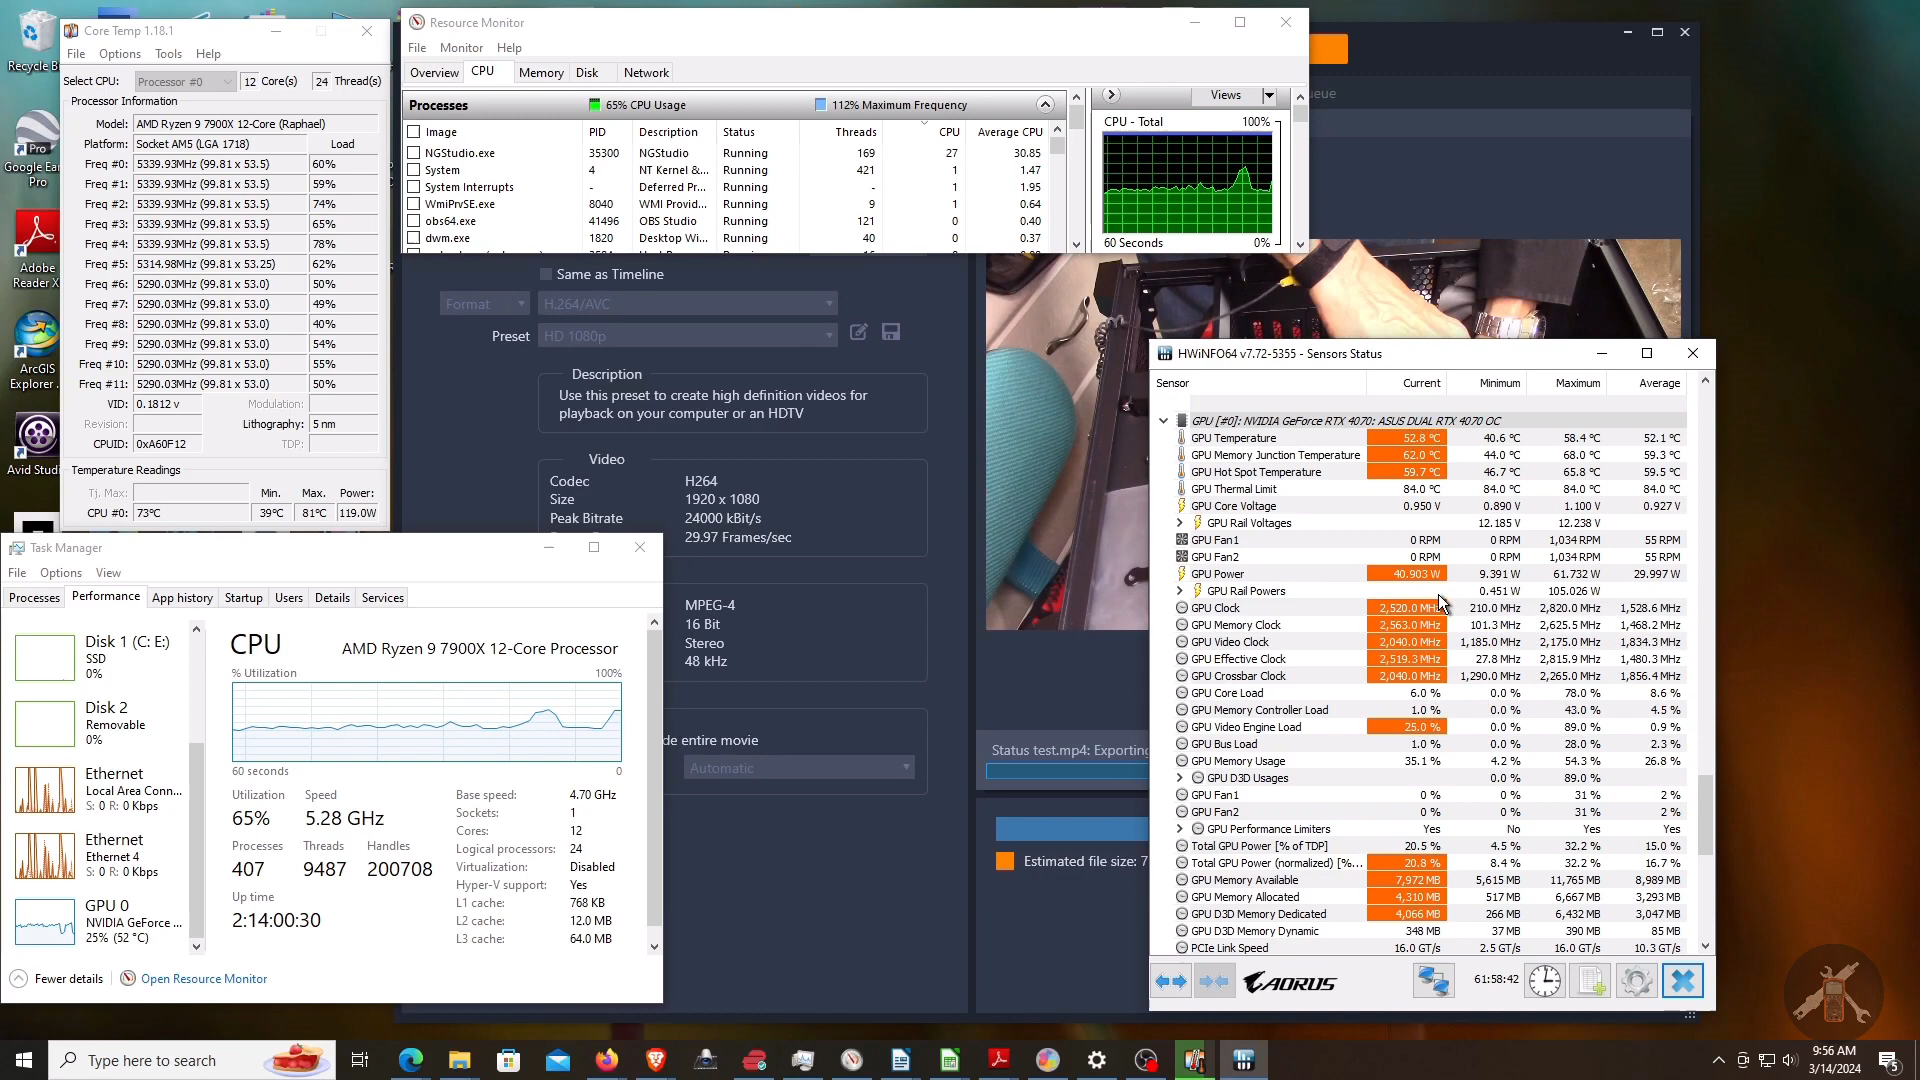 Recycle B
Google Ear
Pro
Pro
Adobe
Reader X
ArcGIS
Explorer .
Avid Studi
Core Temp 1.18.1
File Options Tools Help
Select CPU: Processor #0 12 Core(s) 24 Thread(s)
Processor Information
Model: AMD Ryzen 9 7900X 12-Core (Raphael)
Platform: Socket AM5 (LGA 1718) Load
Freq #0: 5339.93MHz (99.81 x 53.5) 60%
Freq #1: 5339.93MHz (99.81 x 53.5) 59%
Freq #2: 5339.93MHz (99.81 x 53.5) 74%
Freq #3: 5339.93MHz (99.81 x 53.5) 65%
Freq #4: 5339.93MHz (99.81 x 53.5) 78%
Freq #5: 5314.98MHz (99.81 x 53.25) 62%
Freq #6: 5290.03MHz (99.81 x 53.0) 50%
Freq #7: 5290.03MHz (99.81 x 53.0) 49%
Freq #8: 5290.03MHz (99.81 x 53.0) 40%
Freq #9: 5290.03MHz (99.81 x 53.0) 54%
Freq #10: 5290.03MHz (99.81 x 53.0) 55%
Freq #11: 5290.03MHz (99.81 x 53.0) 50%
VID: 0.1812 v Modulation:
Revision: Lithography: 5 nm
CPUID: 0xA60F12 TDP:
Temperature Readings
Tj. Max: Min. Max. Power:
CPU #0: 73°C 39°C 81°C 119.0W
Resource Monitor
File Monitor Help
Overview CPU Memory Disk Network
Processes 65% CPU Usage 112% Maximum Frequency
Image PID Description Status Threads CPU Average CPU
NGStudio.exe 35300 NGStudio Running 169 27 30.85
System 4 NT Kernel &... Running 421 1 1.47
System Interrupts - Deferred Pr... Running - 1 1.95
WmiPrvSE.exe 8040 WMI Provid... Running 9 1 0.64
obs64.exe 41496 OBS Studio Running 121 0 0.40
dwm.exe 1820 Desktop Wi... Running 40 0 0.37
Views
CPU - Total 100%
60 Seconds 0%
ueue
Same as Timeline
Format H.264/AVC
Preset HD 1080p
Description
Use this preset to create high definition videos for
playback on your computer or an HDTV
Video
Codec H264
Size 1920 x 1080
Peak Bitrate 24000 kBit/s
29.97 Frames/sec
MPEG-4
16 Bit
Stereo
48 kHz
de entire movie
Automatic
Status test.mp4: Exporting
Estimated file size: 7
Task Manager
File Options View
Processes Performance App history Startup Users Details Services
Disk 1 (C: E:)
SSD
0%
Disk 2
Removable
0%
Ethernet
Local Area Conn...
S: 0 R: 0 Kbps
Ethernet
Ethernet 4
S: 0 R: 0 Kbps
GPU 0
NVIDIA GeForce ...
25% (52 °C)
CPU AMD Ryzen 9 7900X 12-Core Processor
% Utilization 100%
60 seconds 0
Utilization Speed
65% 5.28 GHz
Processes Threads Handles
407 9487 200708
Up time
2:14:00:30
Base speed: 4.70 GHz
Sockets: 1
Cores: 12
Logical processors: 24
Virtualization: Disabled
Hyper-V support: Yes
L1 cache: 768 KB
L2 cache: 12.0 MB
L3 cache: 64.0 MB
Fewer details Open Resource Monitor
HWiNFO64 v7.72-5355 - Sensors Status
Sensor Current Minimum Maximum Average
GPU [#0]: NVIDIA GeForce RTX 4070: ASUS DUAL RTX 4070 OC
GPU Temperature 52.8 °C 40.6 °C 58.4 °C 52.1 °C
GPU Memory Junction Temperature 62.0 °C 44.0 °C 68.0 °C 59.3 °C
GPU Hot Spot Temperature 59.7 °C 46.7 °C 65.8 °C 59.5 °C
GPU Thermal Limit 84.0 °C 84.0 °C 84.0 °C 84.0 °C
GPU Core Voltage 0.950 V 0.890 V 1.100 V 0.927 V
GPU Rail Voltages 12.185 V 12.238 V
GPU Fan1 0 RPM 0 RPM 1,034 RPM 55 RPM
GPU Fan2 0 RPM 0 RPM 1,034 RPM 55 RPM
GPU Power 40.903 W 9.391 W 61.732 W 29.997 W
GPU Rail Powers 0.451 W 105.026 W
GPU Clock 2,520.0 MHz 210.0 MHz 2,820.0 MHz 1,528.6 MHz
GPU Memory Clock 2,563.0 MHz 101.3 MHz 2,625.5 MHz 1,468.2 MHz
GPU Video Clock 2,040.0 MHz 1,185.0 MHz 2,175.0 MHz 1,834.3 MHz
GPU Effective Clock 2,519.3 MHz 27.8 MHz 2,815.9 MHz 1,480.3 MHz
GPU Crossbar Clock 2,040.0 MHz 1,290.0 MHz 2,265.0 MHz 1,856.4 MHz
GPU Core Load 6.0 % 0.0 % 78.0 % 8.6 %
GPU Memory Controller Load 1.0 % 0.0 % 43.0 % 4.5 %
GPU Video Engine Load 25.0 % 0.0 % 89.0 % 0.9 %
GPU Bus Load 1.0 % 0.0 % 28.0 % 2.3 %
GPU Memory Usage 35.1 % 4.2 % 54.3 % 26.8 %
GPU D3D Usages 0.0 % 89.0 %
GPU Fan1 0 % 0 % 31 % 2 %
GPU Fan2 0 % 0 % 31 % 2 %
GPU Performance Limiters Yes No Yes Yes
Total GPU Power [% of TDP] 20.5 % 4.5 % 32.2 % 15.0 %
Total GPU Power (normalized) [%... 20.8 % 8.4 % 32.2 % 16.7 %
GPU Memory Available 7,972 MB 5,615 MB 11,765 MB 8,989 MB
GPU Memory Allocated 4,310 MB 517 MB 6,667 MB 3,293 MB
GPU D3D Memory Dedicated 4,066 MB 266 MB 6,432 MB 3,047 MB
GPU D3D Memory Dynamic 348 MB 37 MB 390 MB 85 MB
PCIe Link Speed 16.0 GT/s 2.5 GT/s 16.0 GT/s 10.3 GT/s
AORUS 61:58:42
Type here to search
9:56 AM
3/14/2024
5